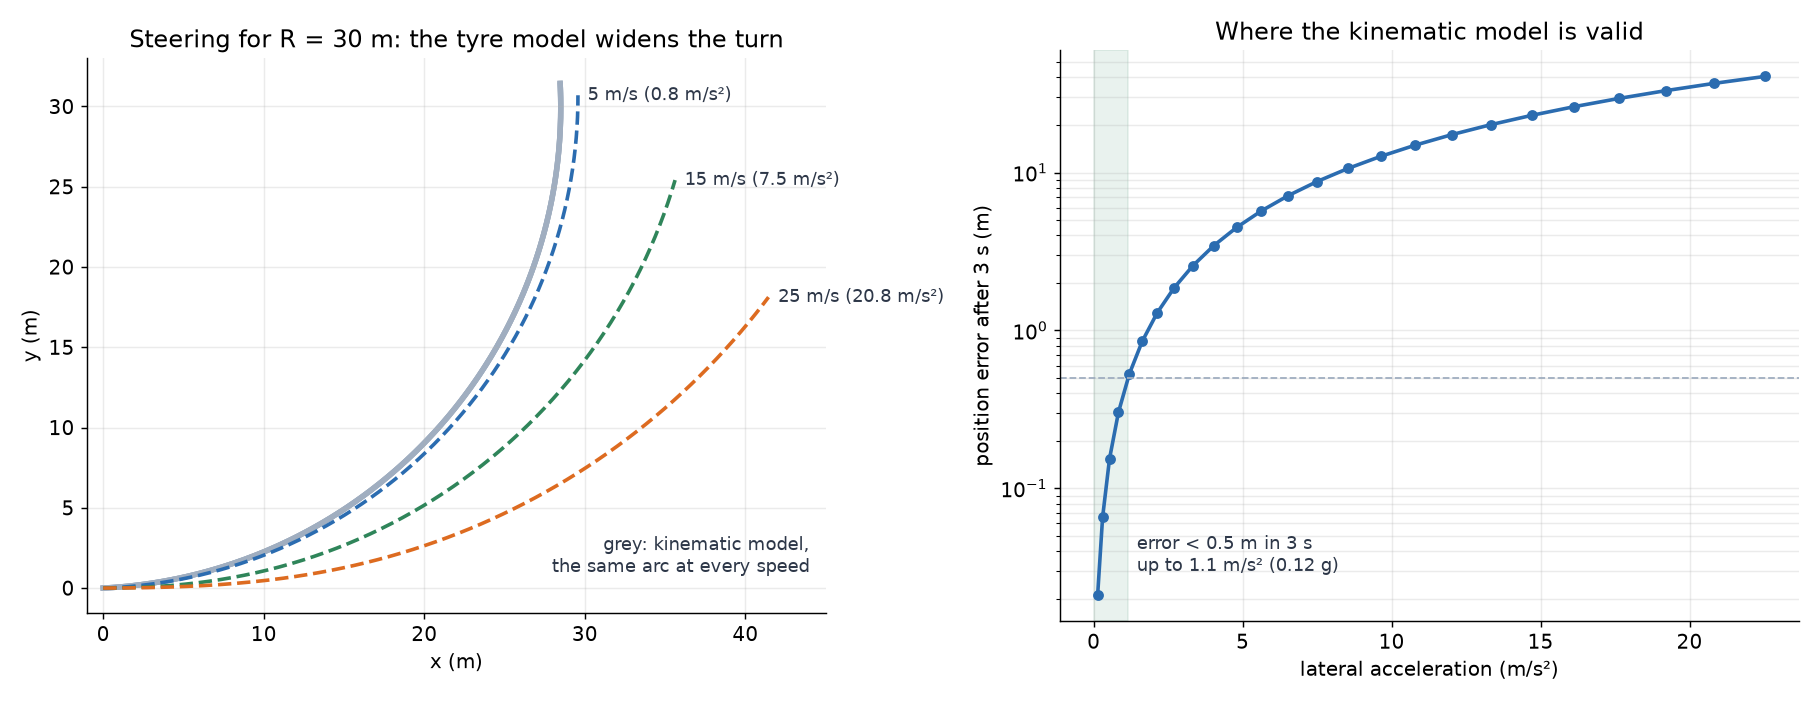 Steering for R = 30 m: the tyre model widens the turn
y (m)
30
25
20
15
10
5
0
5 m/s (0.8 m/s²)
15 m/s (7.5 m/s²)
25 m/s (20.8 m/s²)
grey: kinematic model,
the same arc at every speed
0 10 20 30 40
x (m)
Where the kinematic model is valid
position error after 3 s (m)
10¹
10⁰
10⁻¹
error < 0.5 m in 3 s
up to 1.1 m/s² (0.12 g)
0 5 10 15 20
lateral acceleration (m/s²)